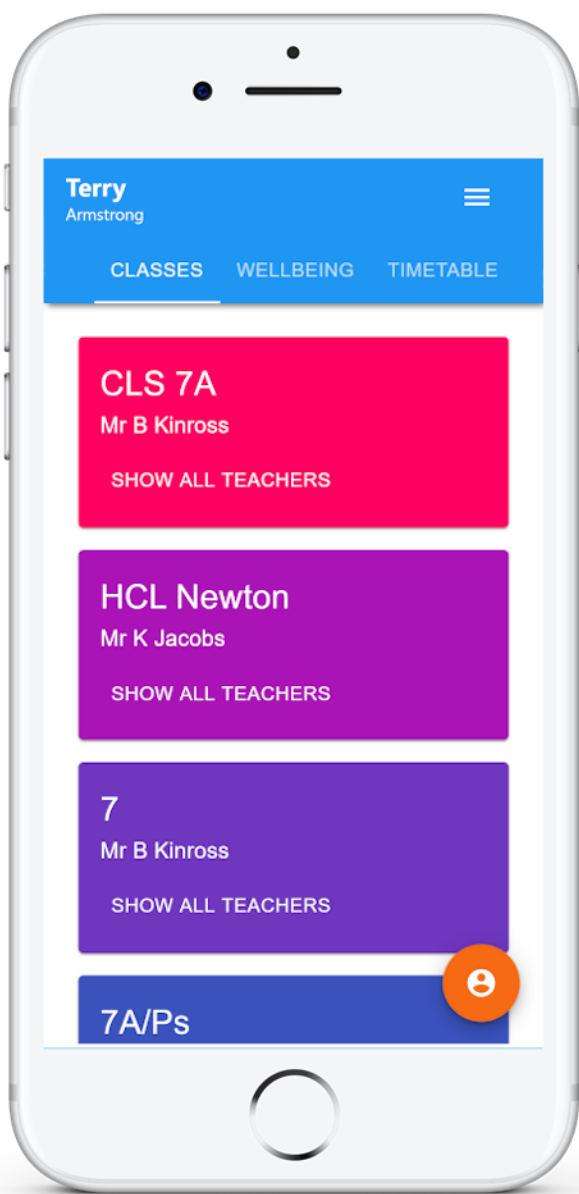 Terry
Armstrong
CLASSES WELLBEING TIMETABLE
CLS 7A
Mr B Kinross
SHOW ALL TEACHERS
HCL Newton
Mr K Jacobs
SHOW ALL TEACHERS
7
Mr B Kinross
SHOW ALL TEACHERS
7A/Ps